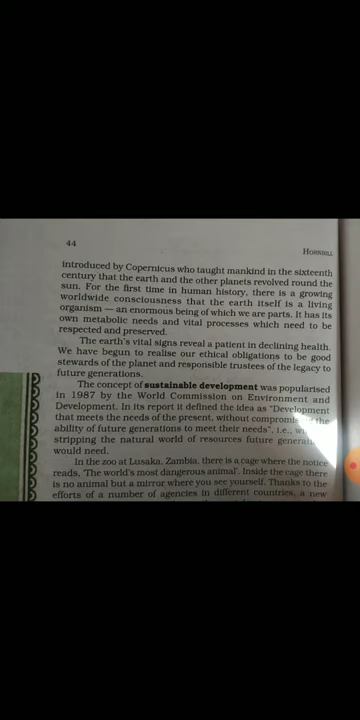 44
HORNBILL
introduced by Copernicus who taught mankind in the sixteenth
century that the earth and the other planets revolved round the
sun. For the first time in human history, there is a growing
worldwide consciousness that the earth itself is a living
organism — an enormous being of which we are parts. It has its
own metabolic needs and vital processes which need to be
respected and preserved.
The earth's vital signs reveal a patient in declining health.
We have begun to realise our ethical obligations to be good
stewards of the planet and responsible trustees of the legacy to
future generations.
The concept of sustainable development was popularised
in 1987 by the World Commission on Environment and
Development. In its report it defined the idea as "Development
that meets the needs of the present, without the
ability of future generations to meet their needs", i.e.,
stripping the natural world of resources future
would need.
In the zoo at Lusaka, Zambia, there is a cage where the notice
reads, 'The world's most dangerous animal'. Inside the cage there
is no animal but a mirror where you see yourself. Thanks to the
efforts of a number of agencies in different countries, a new